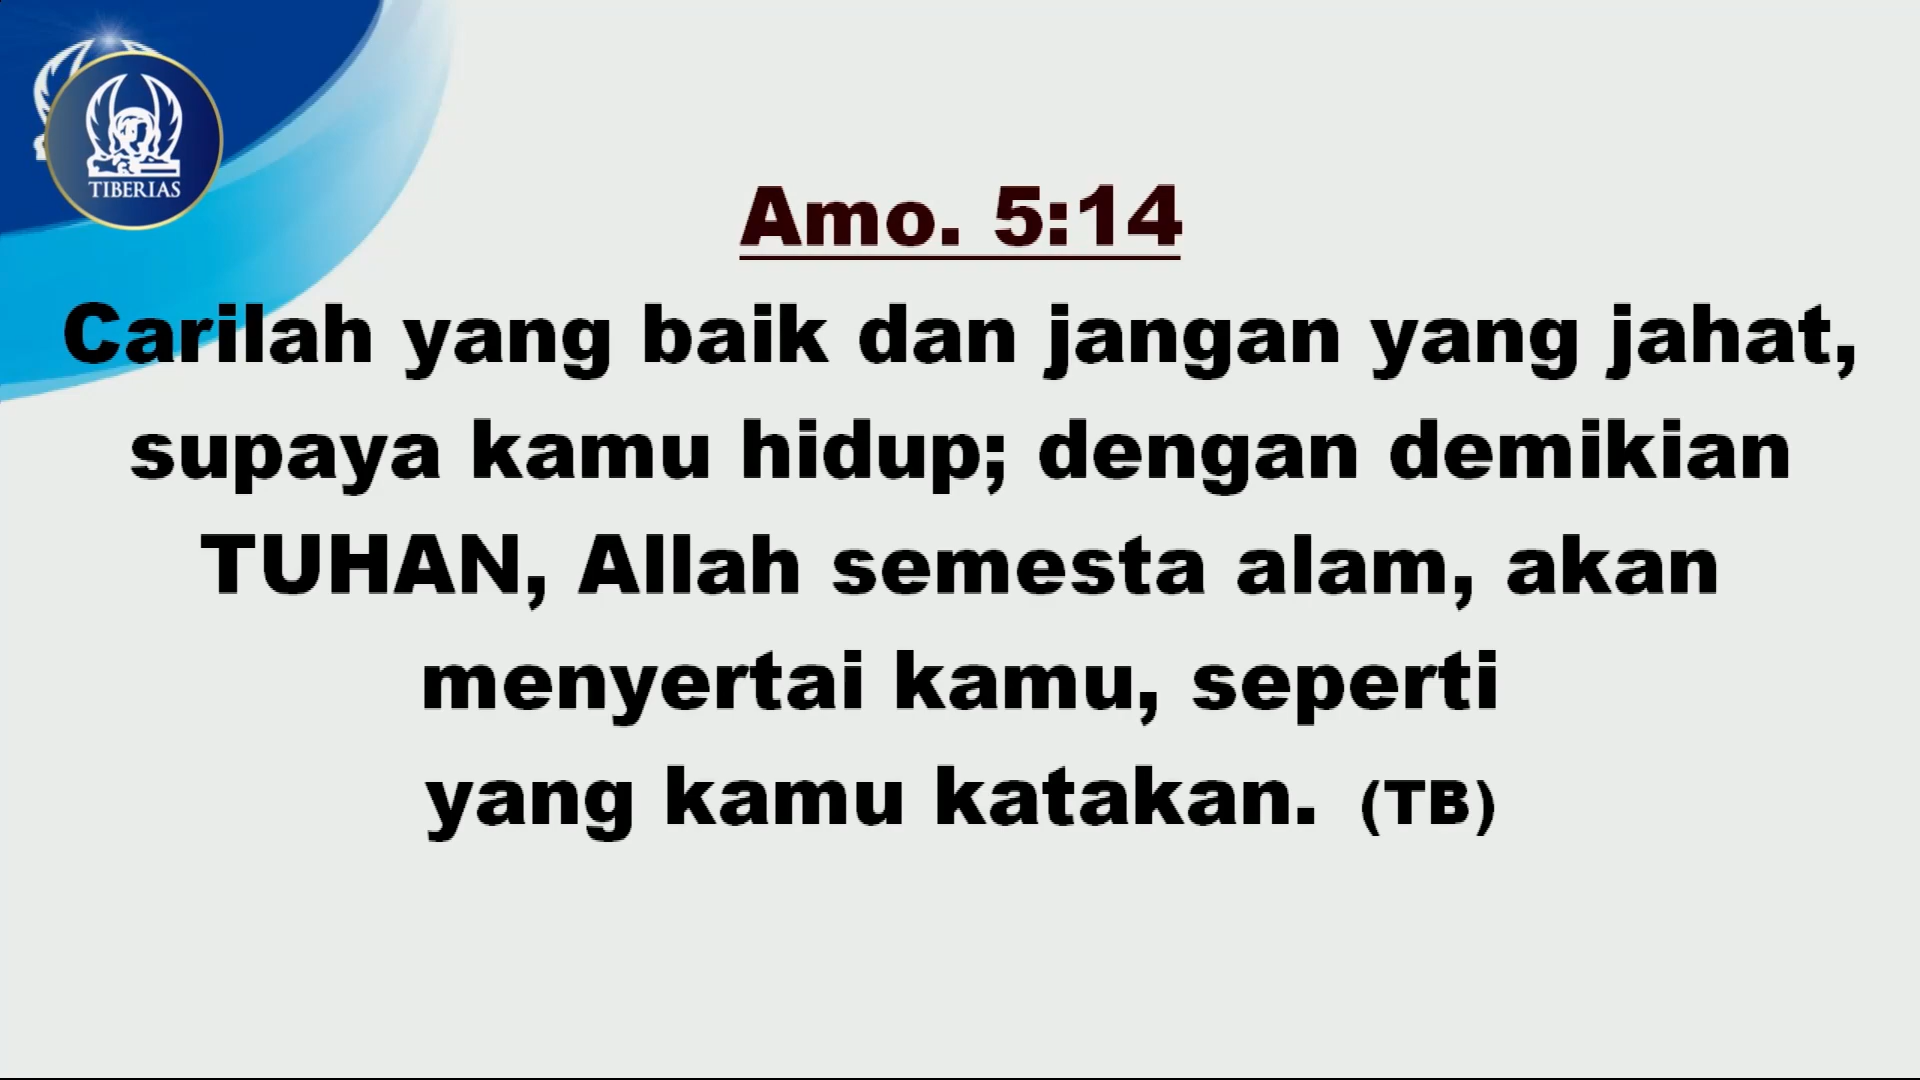 TIBERIAS
Amo. 5:14
Carilah yang baik dan jangan yang jahat,
supaya kamu hidup; dengan demikian
TUHAN, Allah semesta alam, akan
menyertai kamu, seperti
yang kamu katakan. (TB)